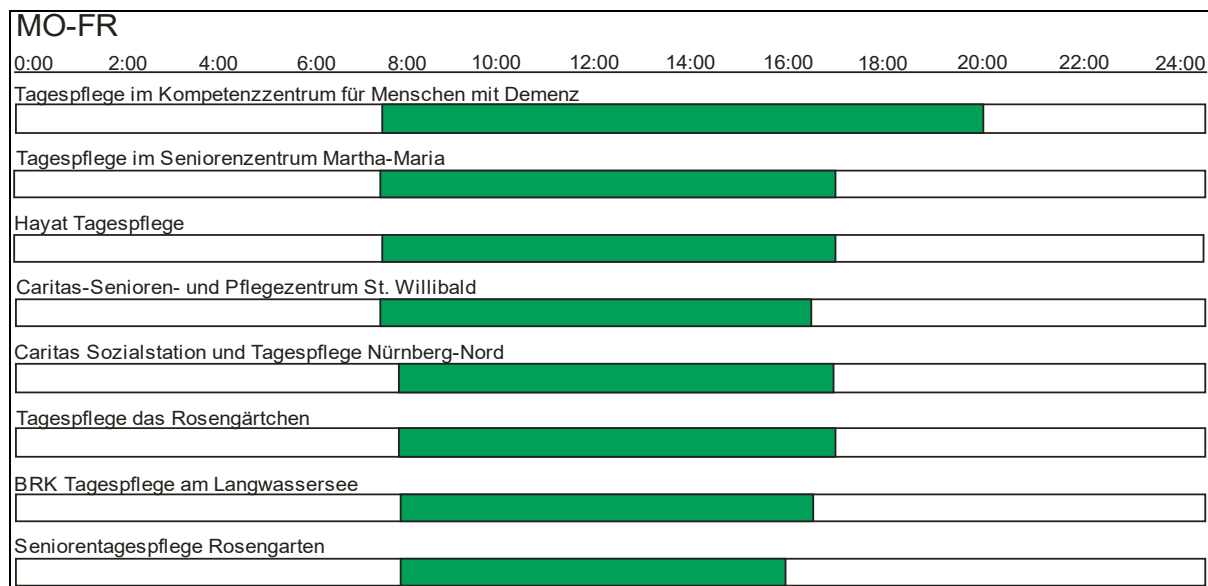 MO-FR
0:00 2:00 4:00 6:00 8:00 10:00 12:00 14:00 16:00 18:00 20:00 22:00 24:00
Tagespflege im Kompetenzzentrum für Menschen mit Demenz
Tagespflege im Seniorenzentrum Martha-Maria
Hayat Tagespflege
Caritas-Senioren- und Pflegezentrum St. Willibald
Caritas Sozialstation und Tagespflege Nürnberg-Nord
Tagespflege das Rosengärtchen
BRK Tagespflege am Langwassersee
Seniorentagespflege Rosengarten